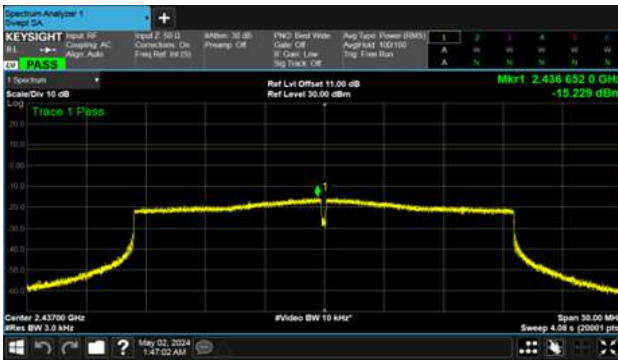 Spectrum Analyzer 1
Swept SA
+
KEYSIGHT Input: RF Input Z: 50 Ω #Atten: 30 dB PNO: Best Wide Avg Type: Power (RMS) 1 2 3 4 5 6
RL Coupling: AC Corrections: On Preamp: Off Gate: Off Avg|Hold: 100/100 A W W W W W
Align: Auto Freq Ref: Int (S) IF Gain: Low Trig: Free Run A N N N N N
Sig Track: Off
PASS
1 Spectrum Ref Lvl Offset 11.00 dB Mkr1 2.436 652 0 GHz
Scale/Div 10 dB Ref Level 30.00 dBm -15.229 dBm
Log
Trace 1 Pass
20.0
10.0
0.00
-10.0
1
-20.0
-30.0
-40.0
-50.0
-60.0
Center 2.43700 GHz #Video BW 10 kHz* Span 30.00 MH
#Res BW 3.0 kHz Sweep 4.08 s (20001 pts
? May 02, 2024
1:47:02 AM